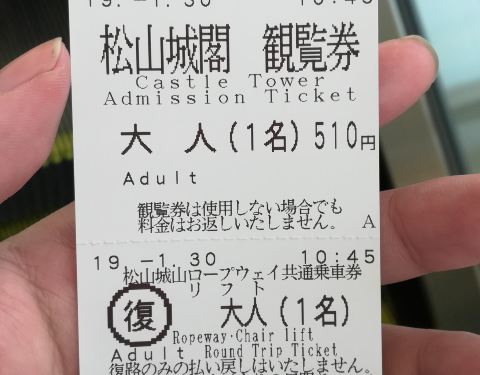 19.-1.30 10:45
松山城閣 観覧券
Castle Tower
Admission Ticket
大 人(1名)510円
Adult
観覧券は使用しない場合でも
料金はお返しいたしません。 A
19.-1.30 10:45
松山城山ロープウェイ共通乗車券
リフト
復 大人(1名)
Ropeway・Chair lift
Adult Round Trip Ticket
復路のみの払い戻しはいたしません。